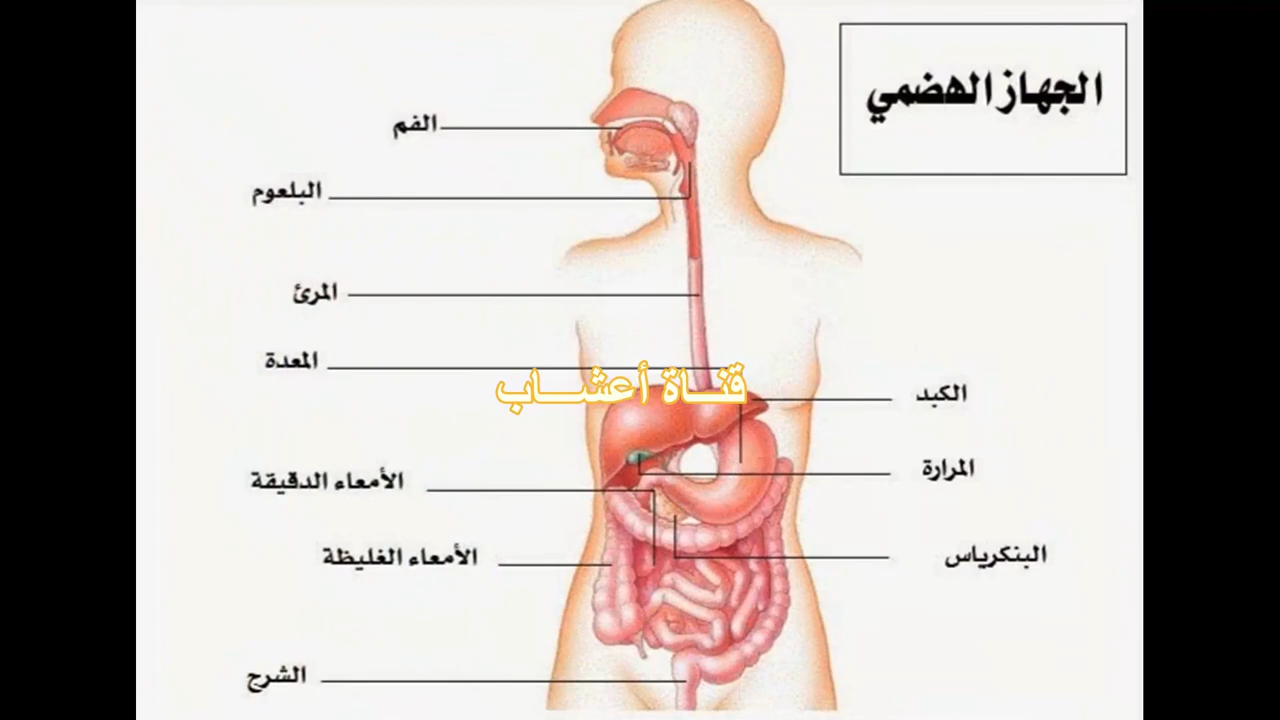 الجهاز الهضمي
الفم
البلعوم
المرئ
المعدة
قناة أعشاب
الكبد
المرارة
الأمعاء الدقيقة
الأمعاء الغليظة
البنكرياس
الشرج